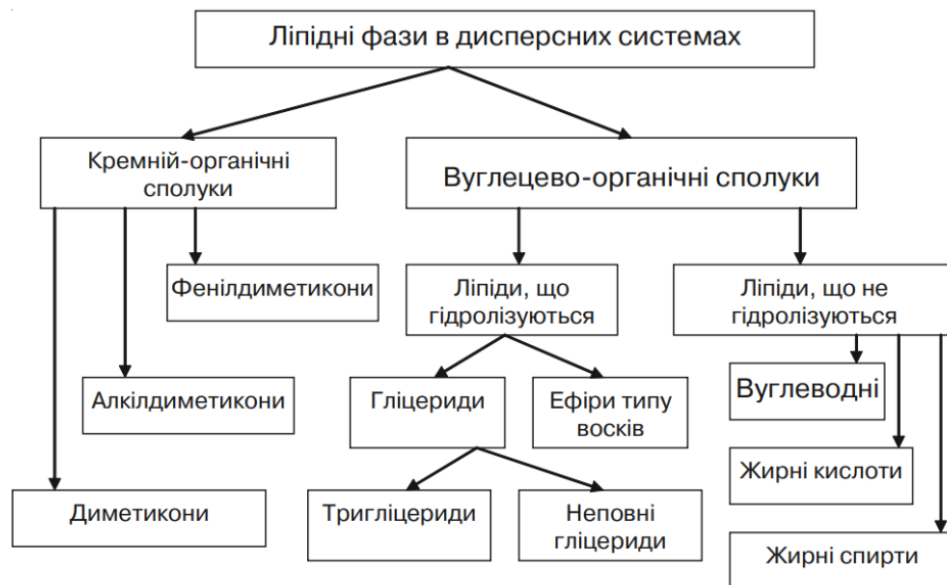 Ліпідні фази в дисперсних системах
Кремній-органічні
сполуки
Вуглецево-органічні сполуки
Фенілдиметикони
Ліпіди, що
гідролізуються
Ліпіди, що не
гідролізуються
Алкілдиметикони
Гліцериди
Ефіри типу
восків
Вуглеводні
Жирні кислоти
Диметикони
Тригліцериди
Неповні
гліцериди
Жирні спирти